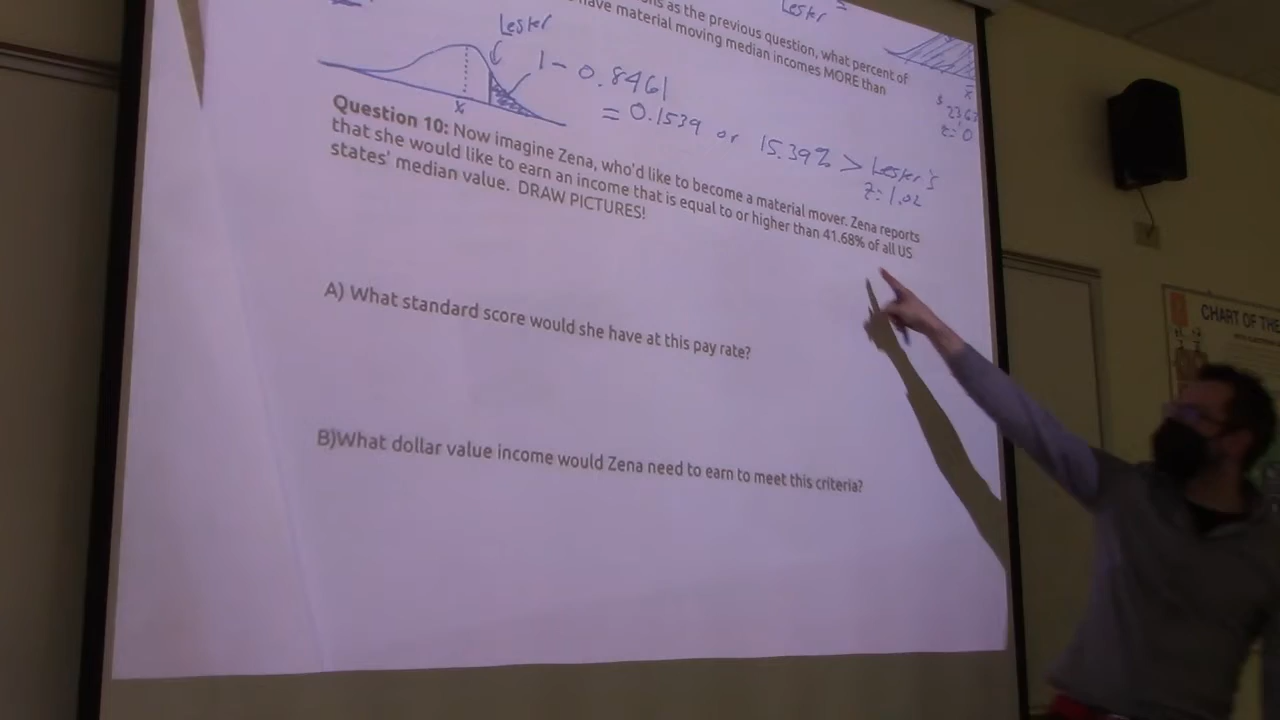 as the previous question, what percent of
have material moving median incomes MORE than
Lester =
Lester
1 - 0.8461
= 0.1539 or 15.39% > Lester's
z=1.02
x̄
$ 23,63
z=0
x̄
Question 10: Now imagine Zena, who'd like to become a material mover. Zena reports
that she would like to earn an income that is equal to or higher than 41.68% of all US
states' median value. DRAW PICTURES!
A) What standard score would she have at this pay rate?
B)What dollar value income would Zena need to earn to meet this criteria?
CHART OF THE